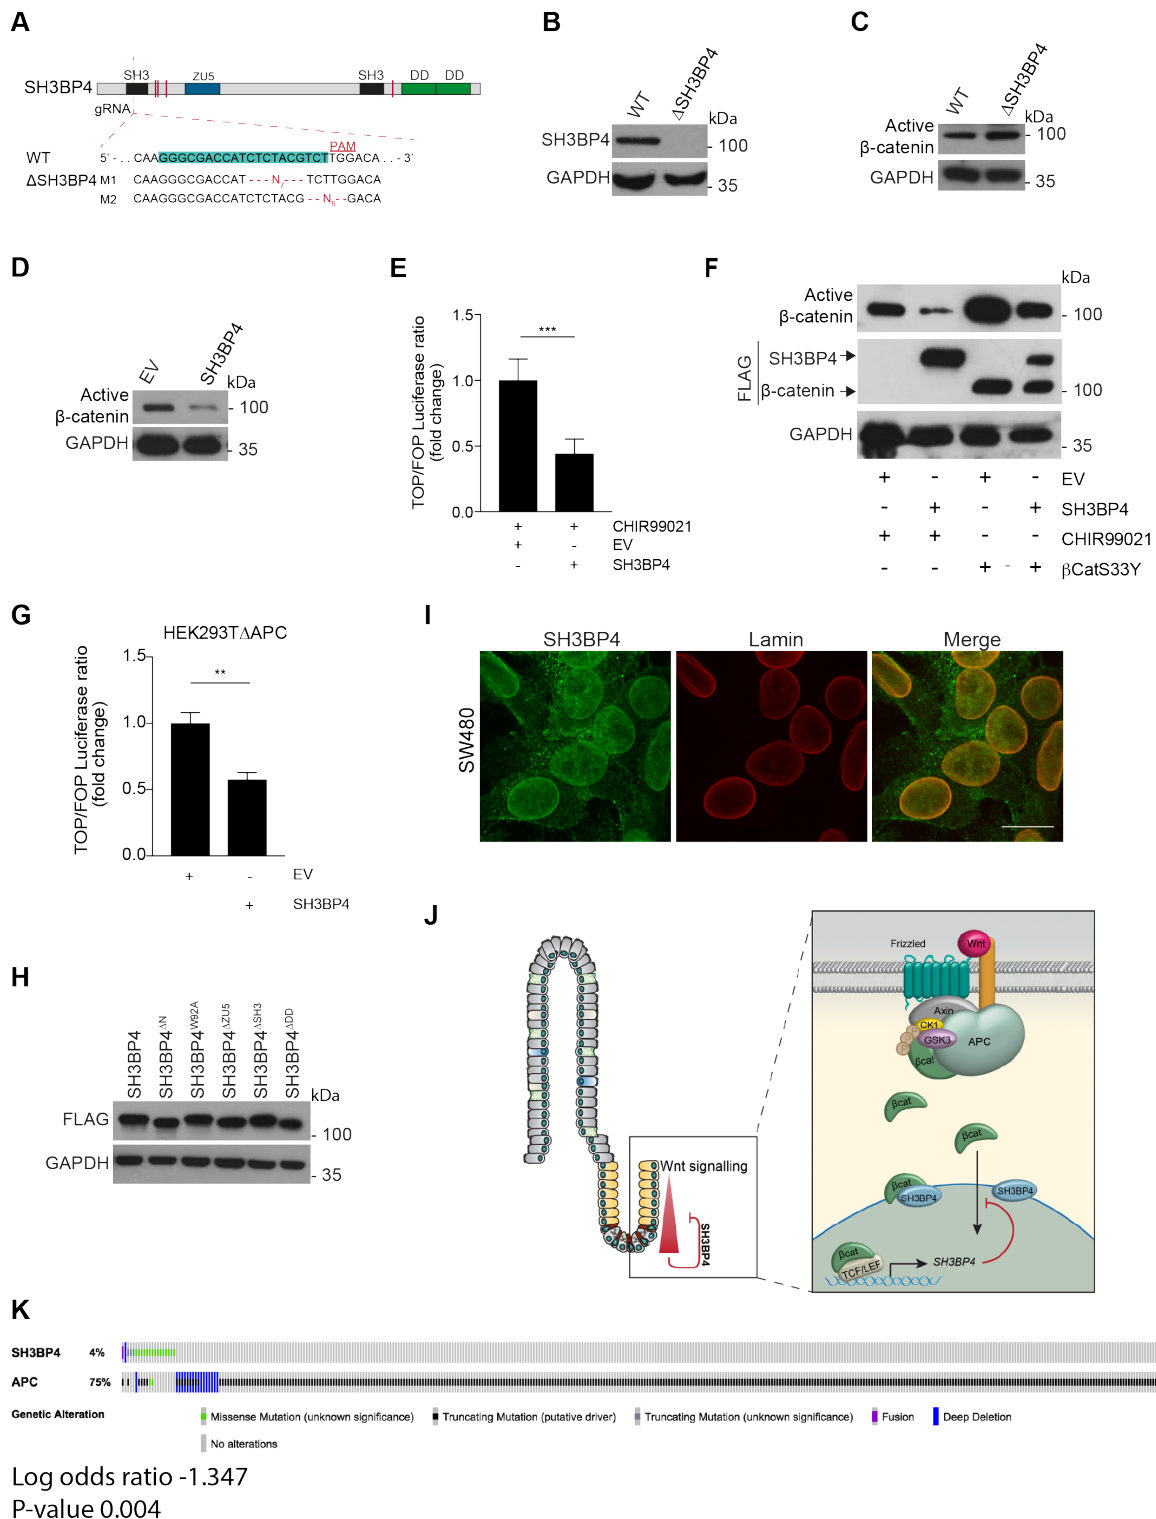 A
SH3BP4
SH3
ZU5
SH3
DD
DD
gRNA
PAM
WT
5' - . . CAAGGGCGACCATCTCTACGTCTTGGACA. . - 3'
ΔSH3BP4 M1 CAAGGGCGACCAT - - - N7 - - - TCTTGGACA
M2 CAAGGGCGACCATCTCTACG - - N5 - - GACA
B
WT
ΔSH3BP4
kDa
SH3BP4
- 100
GAPDH
- 35
C
WT
ΔSH3BP4
kDa
Active
β-catenin
- 100
GAPDH
- 35
D
EV
SH3BP4
kDa
Active
β-catenin
- 100
GAPDH
- 35
E
TOP/FOP Luciferase ratio
(fold change)
1.5
1.0
0.5
0.0
***
+ + CHIR99021
+ - EV
- + SH3BP4
F
kDa
Active
β-catenin
- 100
FLAG
SH3BP4
β-catenin
- 100
GAPDH
- 35
+ - + - EV
- + - + SH3BP4
+ + - - CHIR99021
- - + - + βCatS33Y
G
HEK293TΔAPC
TOP/FOP Luciferase ratio
(fold change)
1.5
1.0
0.5
0.0
**
+ - EV
+ SH3BP4
I
SH3BP4
Lamin
Merge
SW480
H
SH3BP4
SH3BP4ΔN
SH3BP4W92A
SH3BP4ΔZU5
SH3BP4ΔSH3
SH3BP4ΔDD
kDa
FLAG
- 100
GAPDH
- 35
J
Wnt signalling
SH3BP4
Frizzled
Wnt
Axin
CK1
GSK3
APC
P
P
P
βcat
βcat
βcat
βcat
SH3BP4
SH3BP4
βcat
TCF/LEF
SH3BP4
K
SH3BP4 4%
APC 75%
Genetic Alteration
Missense Mutation (unknown significance)
Truncating Mutation (putative driver)
Truncating Mutation (unknown significance)
Fusion
Deep Deletion
No alterations
Log odds ratio -1.347
P-value 0.004